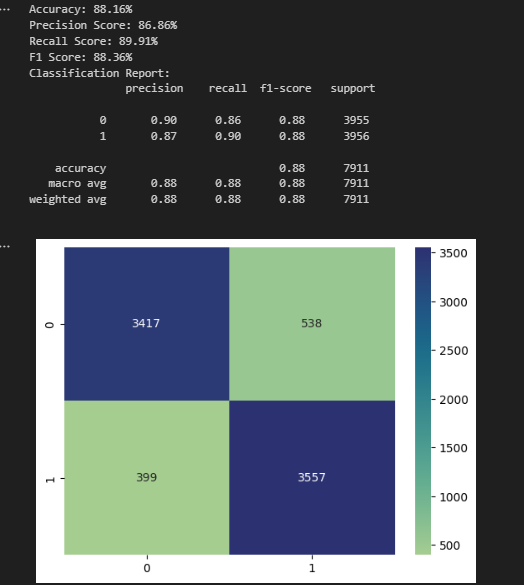 ...
Accuracy: 88.16%
Precision Score: 86.86%
Recall Score: 89.91%
F1 Score: 88.36%
Classification Report:
precision recall f1-score support
0 0.90 0.86 0.88 3955
1 0.87 0.90 0.88 3956
accuracy 0.88 7911
macro avg 0.88 0.88 0.88 7911
weighted avg 0.88 0.88 0.88 7911
...
0 3417 538
1 399 3557
0 1
3500
3000
2500
2000
1500
1000
500